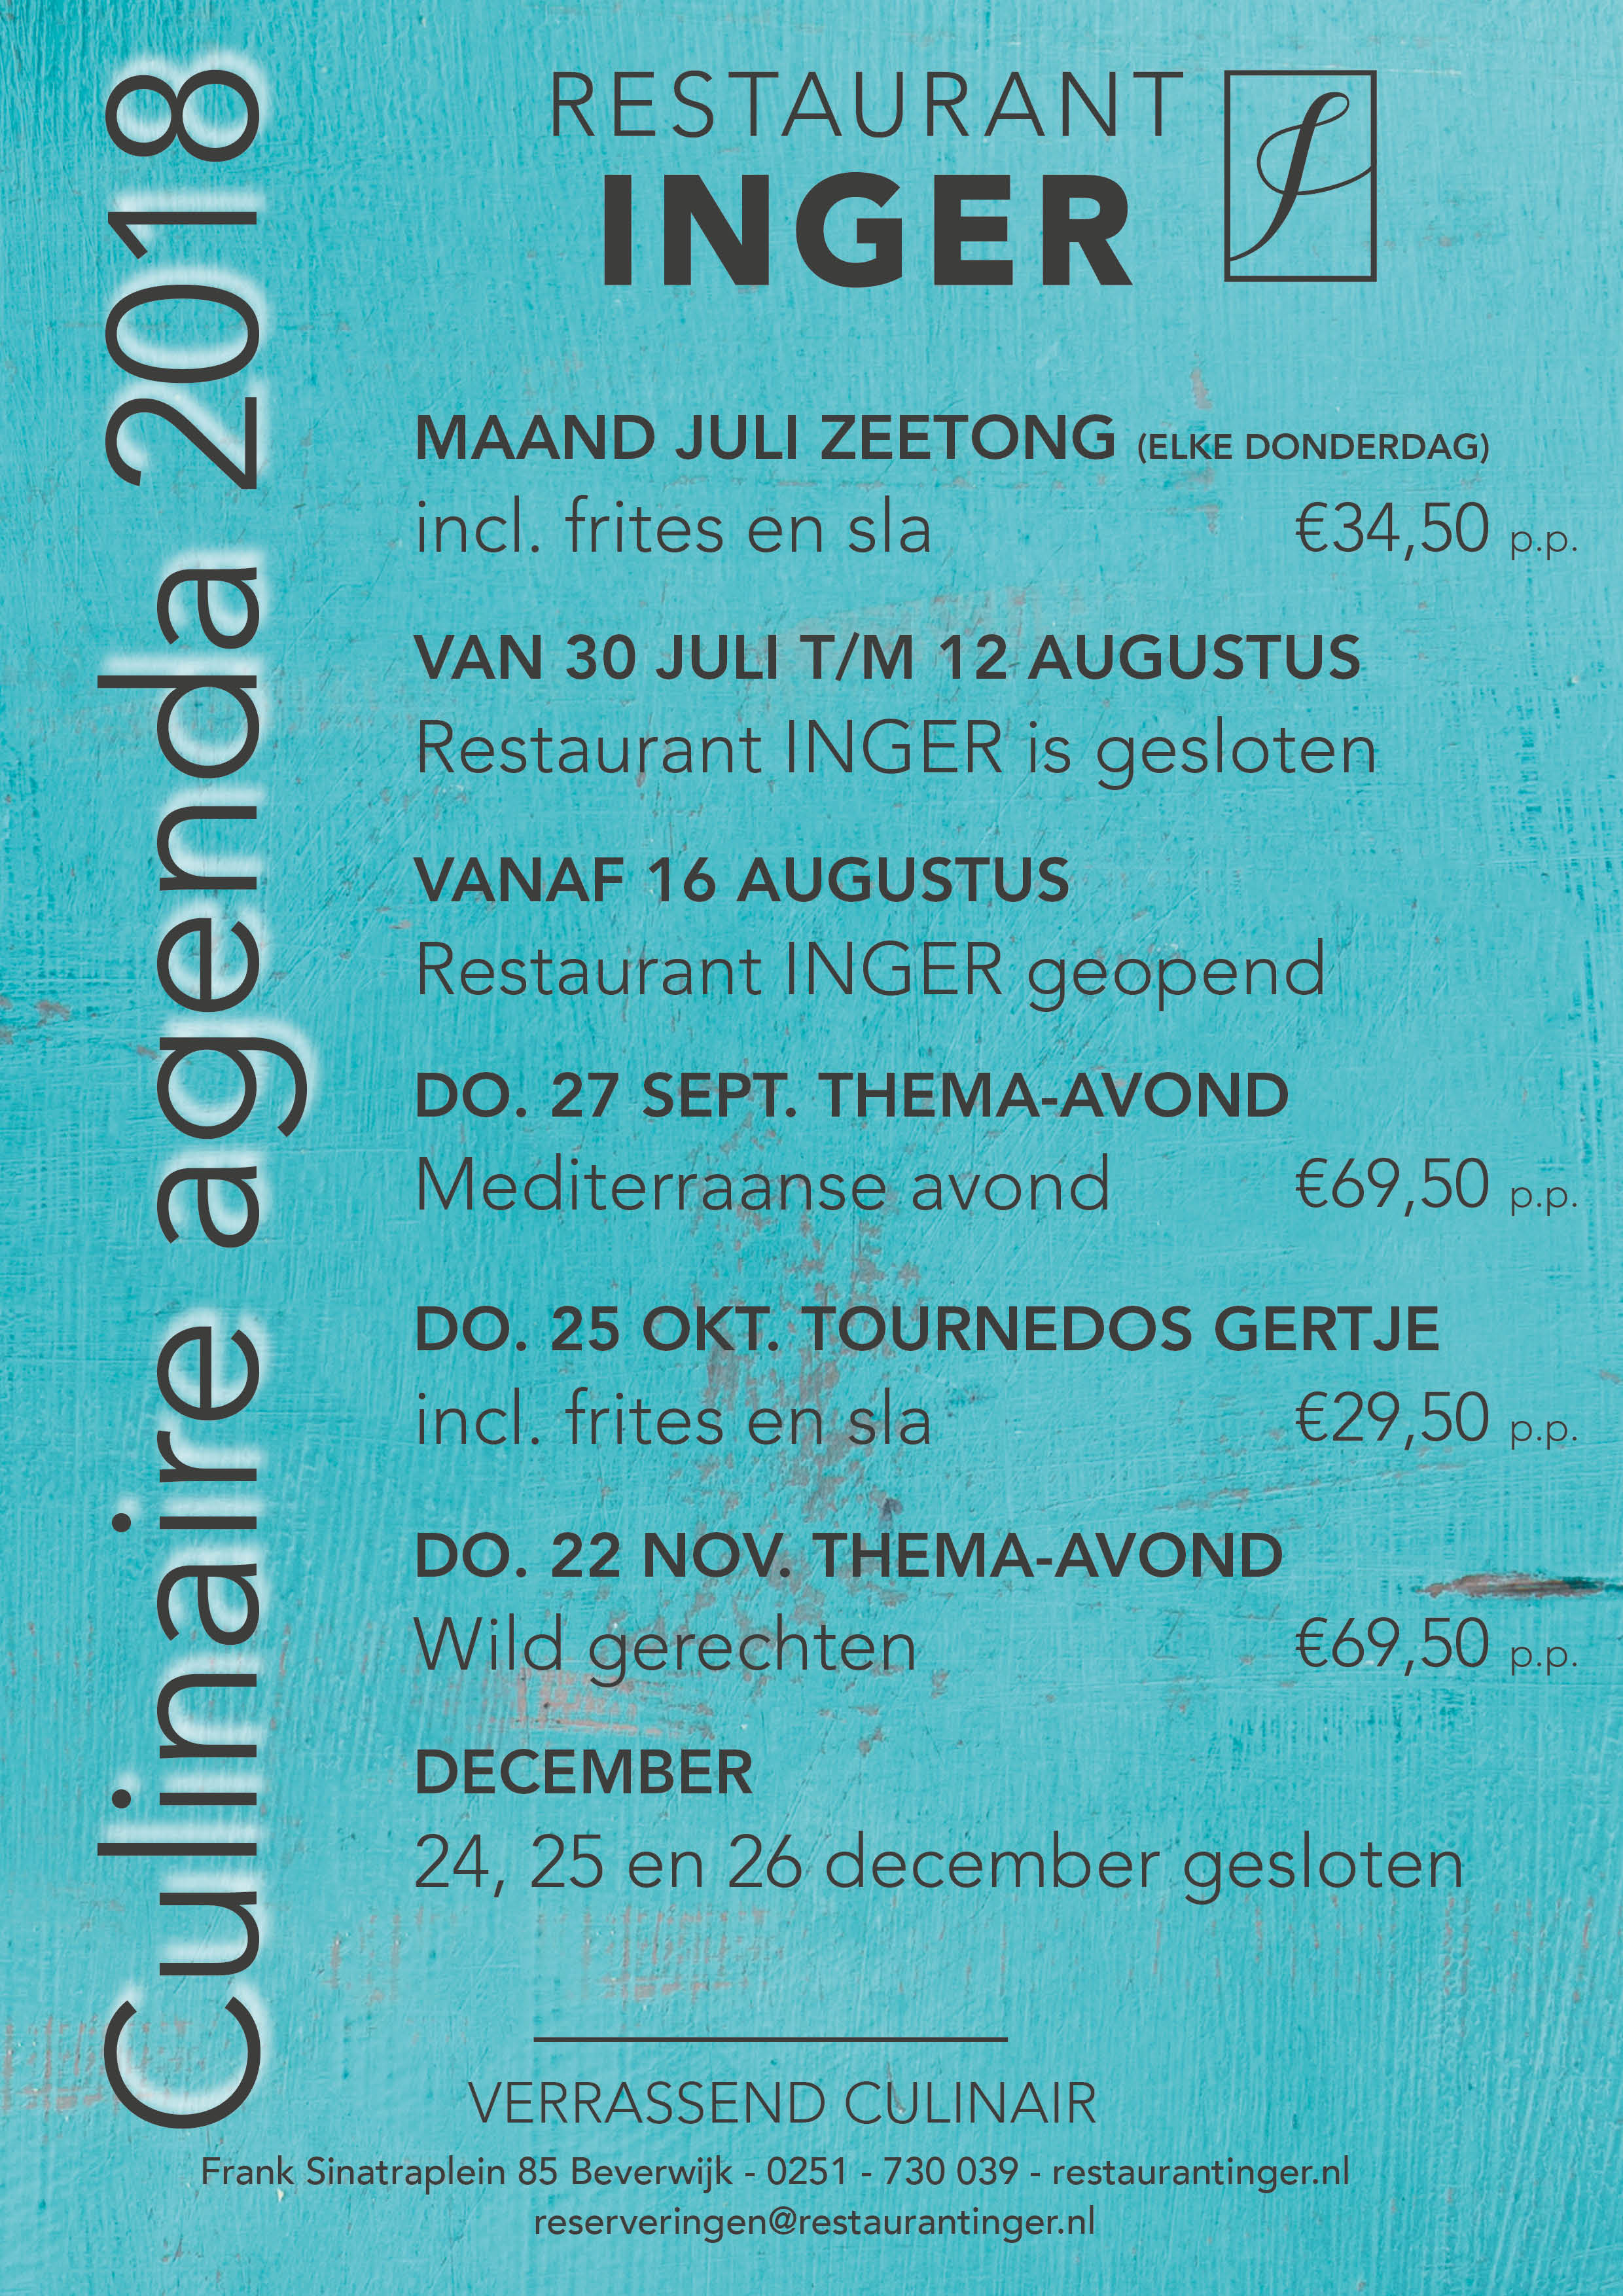 Culinaire agenda 2018
RESTAURANT
INGER
MAAND JULI ZEETONG (ELKE DONDERDAG)
incl. frites en sla €34,50 p.p.
VAN 30 JULI T/M 12 AUGUSTUS
Restaurant INGER is gesloten
VANAF 16 AUGUSTUS
Restaurant INGER geopend
DO. 27 SEPT. THEMA-AVOND
Mediterraanse avond €69,50 p.p.
DO. 25 OKT. TOURNEDOS GERTJE
incl. frites en sla €29,50 p.p.
DO. 22 NOV. THEMA-AVOND
Wild gerechten €69,50 p.p.
DECEMBER
24, 25 en 26 december gesloten
VERRASSEND CULINAIR
Frank Sinatraplein 85 Beverwijk - 0251 - 730 039 - restaurantinger.nl
reserveringen@restaurantinger.nl